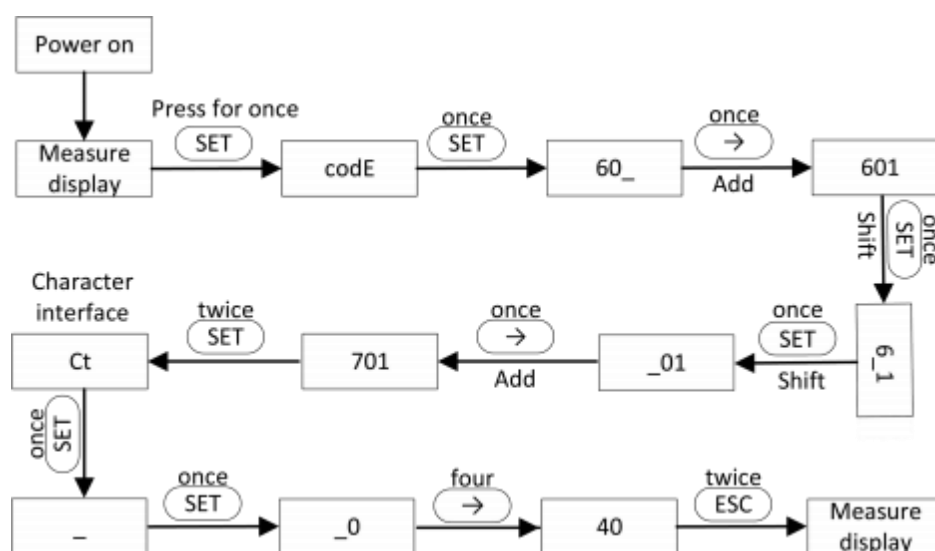 Power on
Press for once
SET
once
SET
once
→
Measure
display
codE
60_
Add
601
Shift
SET
once
Character
interface
twice
SET
once
→
once
SET
Ct
701
Add
_01
Shift
6_1
once
SET
once
SET
four
→
twice
ESC
_
_0
40
Measure
display